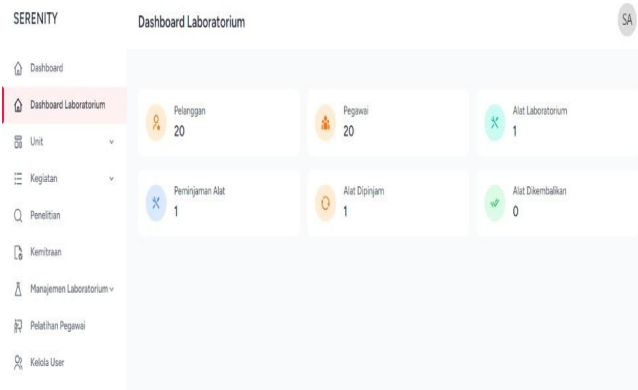 SERENITY
Dashboard Laboratorium
SA
Dashboard
Dashboard Laboratorium
Unit
Kegiatan
Penelitian
Kemitraan
Manajemen Laboratorium
Pelatihan Pegawai
Kelola User
Pelanggan
20
Pegawai
20
Alat Laboratorium
1
Peminjaman Alat
1
Alat Dipinjam
1
Alat Dikembalikan
0